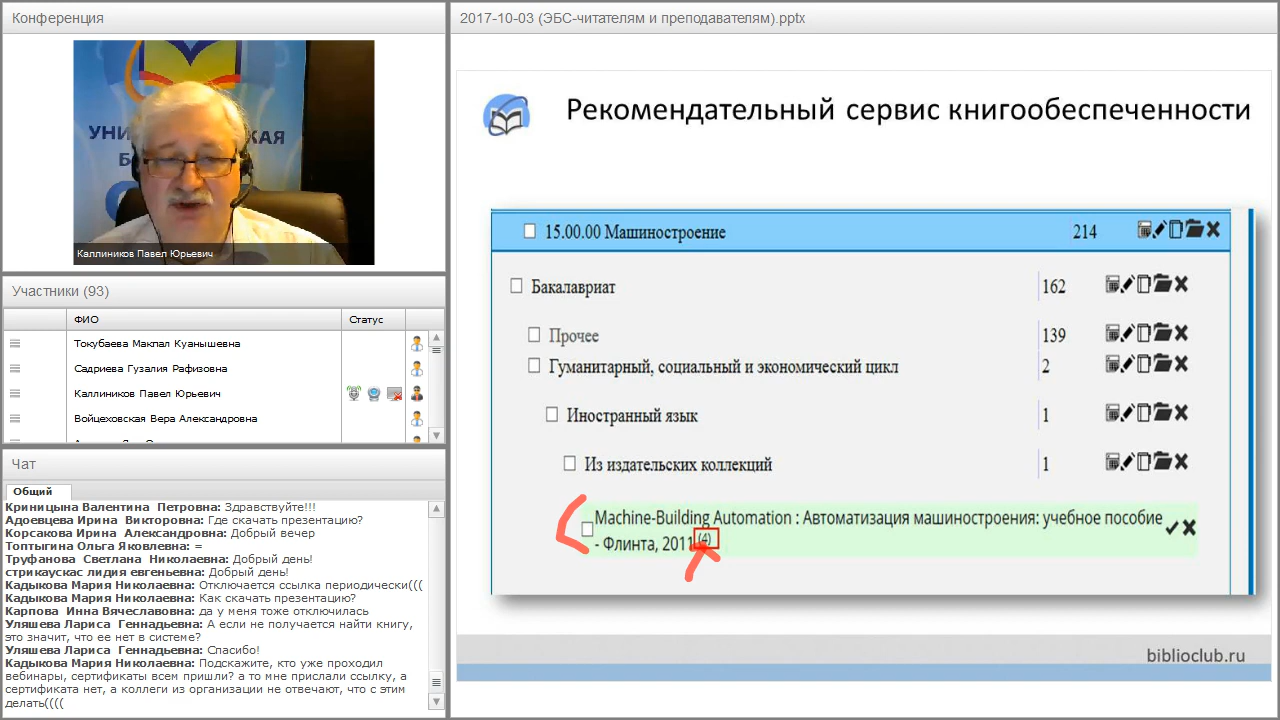 Конференция
УНИ
КАЯ
Б
Каллиников Павел Юрьевич
Участники (93)
ФИО
Статус
Токубаева Макпал Куанышевна
Садриева Гузалия Рафизовна
Каллиников Павел Юрьевич
Войцеховская Вера Александровна
Чат
Общий
Криницына Валентина Петровна: Здравствуйте!!!
Адоевцева Ирина Викторовна: Где скачать презентацию?
Корсакова Ирина Александровна: Добрый вечер
Топтыгина Ольга Яковлевна: =
Труфанова Светлана Николаевна: Добрый день!
стрикаускас лидия евгеньевна: Добрый день!
Кадыкова Мария Николаевна: Отключается ссылка периодически(((
Кадыкова Мария Николаевна: Как скачать презентацию?
Карпова Инна Вячеславовна: да у меня тоже отключилась
Уляшева Лариса Геннадьевна: А если не получается найти книгу,
это значит, что ее нет в системе?
Уляшева Лариса Геннадьевна: Спасибо!
Кадыкова Мария Николаевна: Подскажите, кто уже проходил
вебинары, сертификаты всем пришли? а то мне прислали ссылку, а
сертификата нет, а коллеги в организации не отвечают, что с этим
делать((((
2017-10-03 (ЭБС-читателям и преподавателям).pptx
Рекомендательный сервис книгообеспеченности
15.00.00 Машиностроение 214
Бакалавриат 162
Прочее 139
Гуманитарный, социальный и экономический цикл 2
Иностранный язык 1
Из издательских коллекций 1
Machine-Building Automation : Автоматизация машиностроения: учебное пособие
- Флинта, 2011 (4)
biblioclub.ru